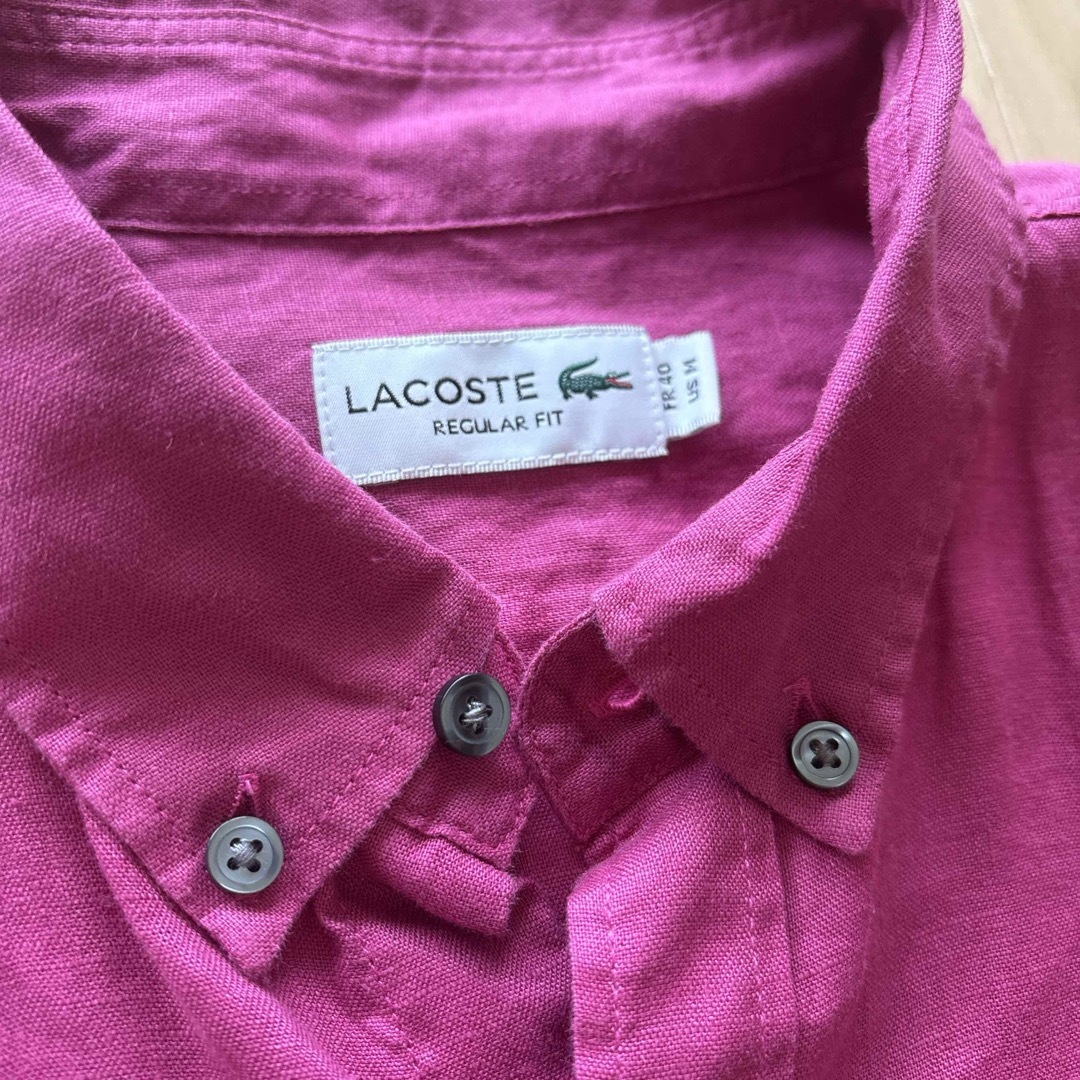 LACOSTE
REGULAR FIT
FR 40
US M